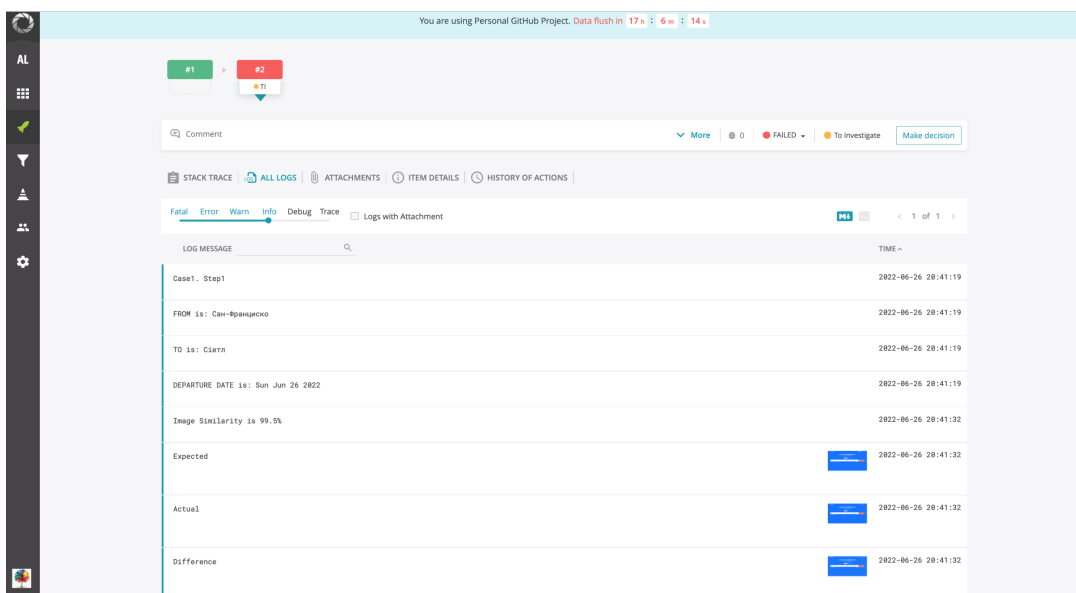 You are using Personal GitHub Project. Data flush in 17 h : 6 m : 14 s
AL
#1 #2
TI
Comment More 0 FAILED To Investigate Make decision
STACK TRACE ALL LOGS ATTACHMENTS ITEM DETAILS HISTORY OF ACTIONS
Fatal Error Warn Info Debug Trace Logs with Attachment M 1 of 1
LOG MESSAGE TIME
Case1. Step1 2022-06-26 20:41:19
FROM is: Сан-Франциско 2022-06-26 20:41:19
TO is: Сіетл 2022-06-26 20:41:19
DEPARTURE DATE is: Sun Jun 26 2022 2022-06-26 20:41:19
Image Similarity is 99.5% 2022-06-26 20:41:32
Expected 2022-06-26 20:41:32
Actual 2022-06-26 20:41:32
Difference 2022-06-26 20:41:32